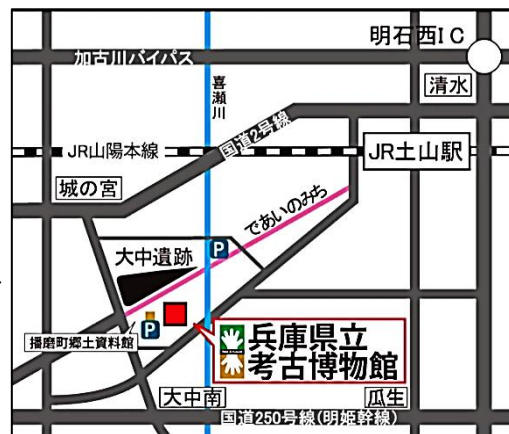 明石西IC
加古川バイパス
清水
喜瀬川
国道2号線
JR山陽本線
JR土山駅
城の宮
であいのみち
大中遺跡
P
P
播磨町郷土資料館
兵庫県立
考古博物館
大中南
瓜生
国道250号線(明姫幹線)